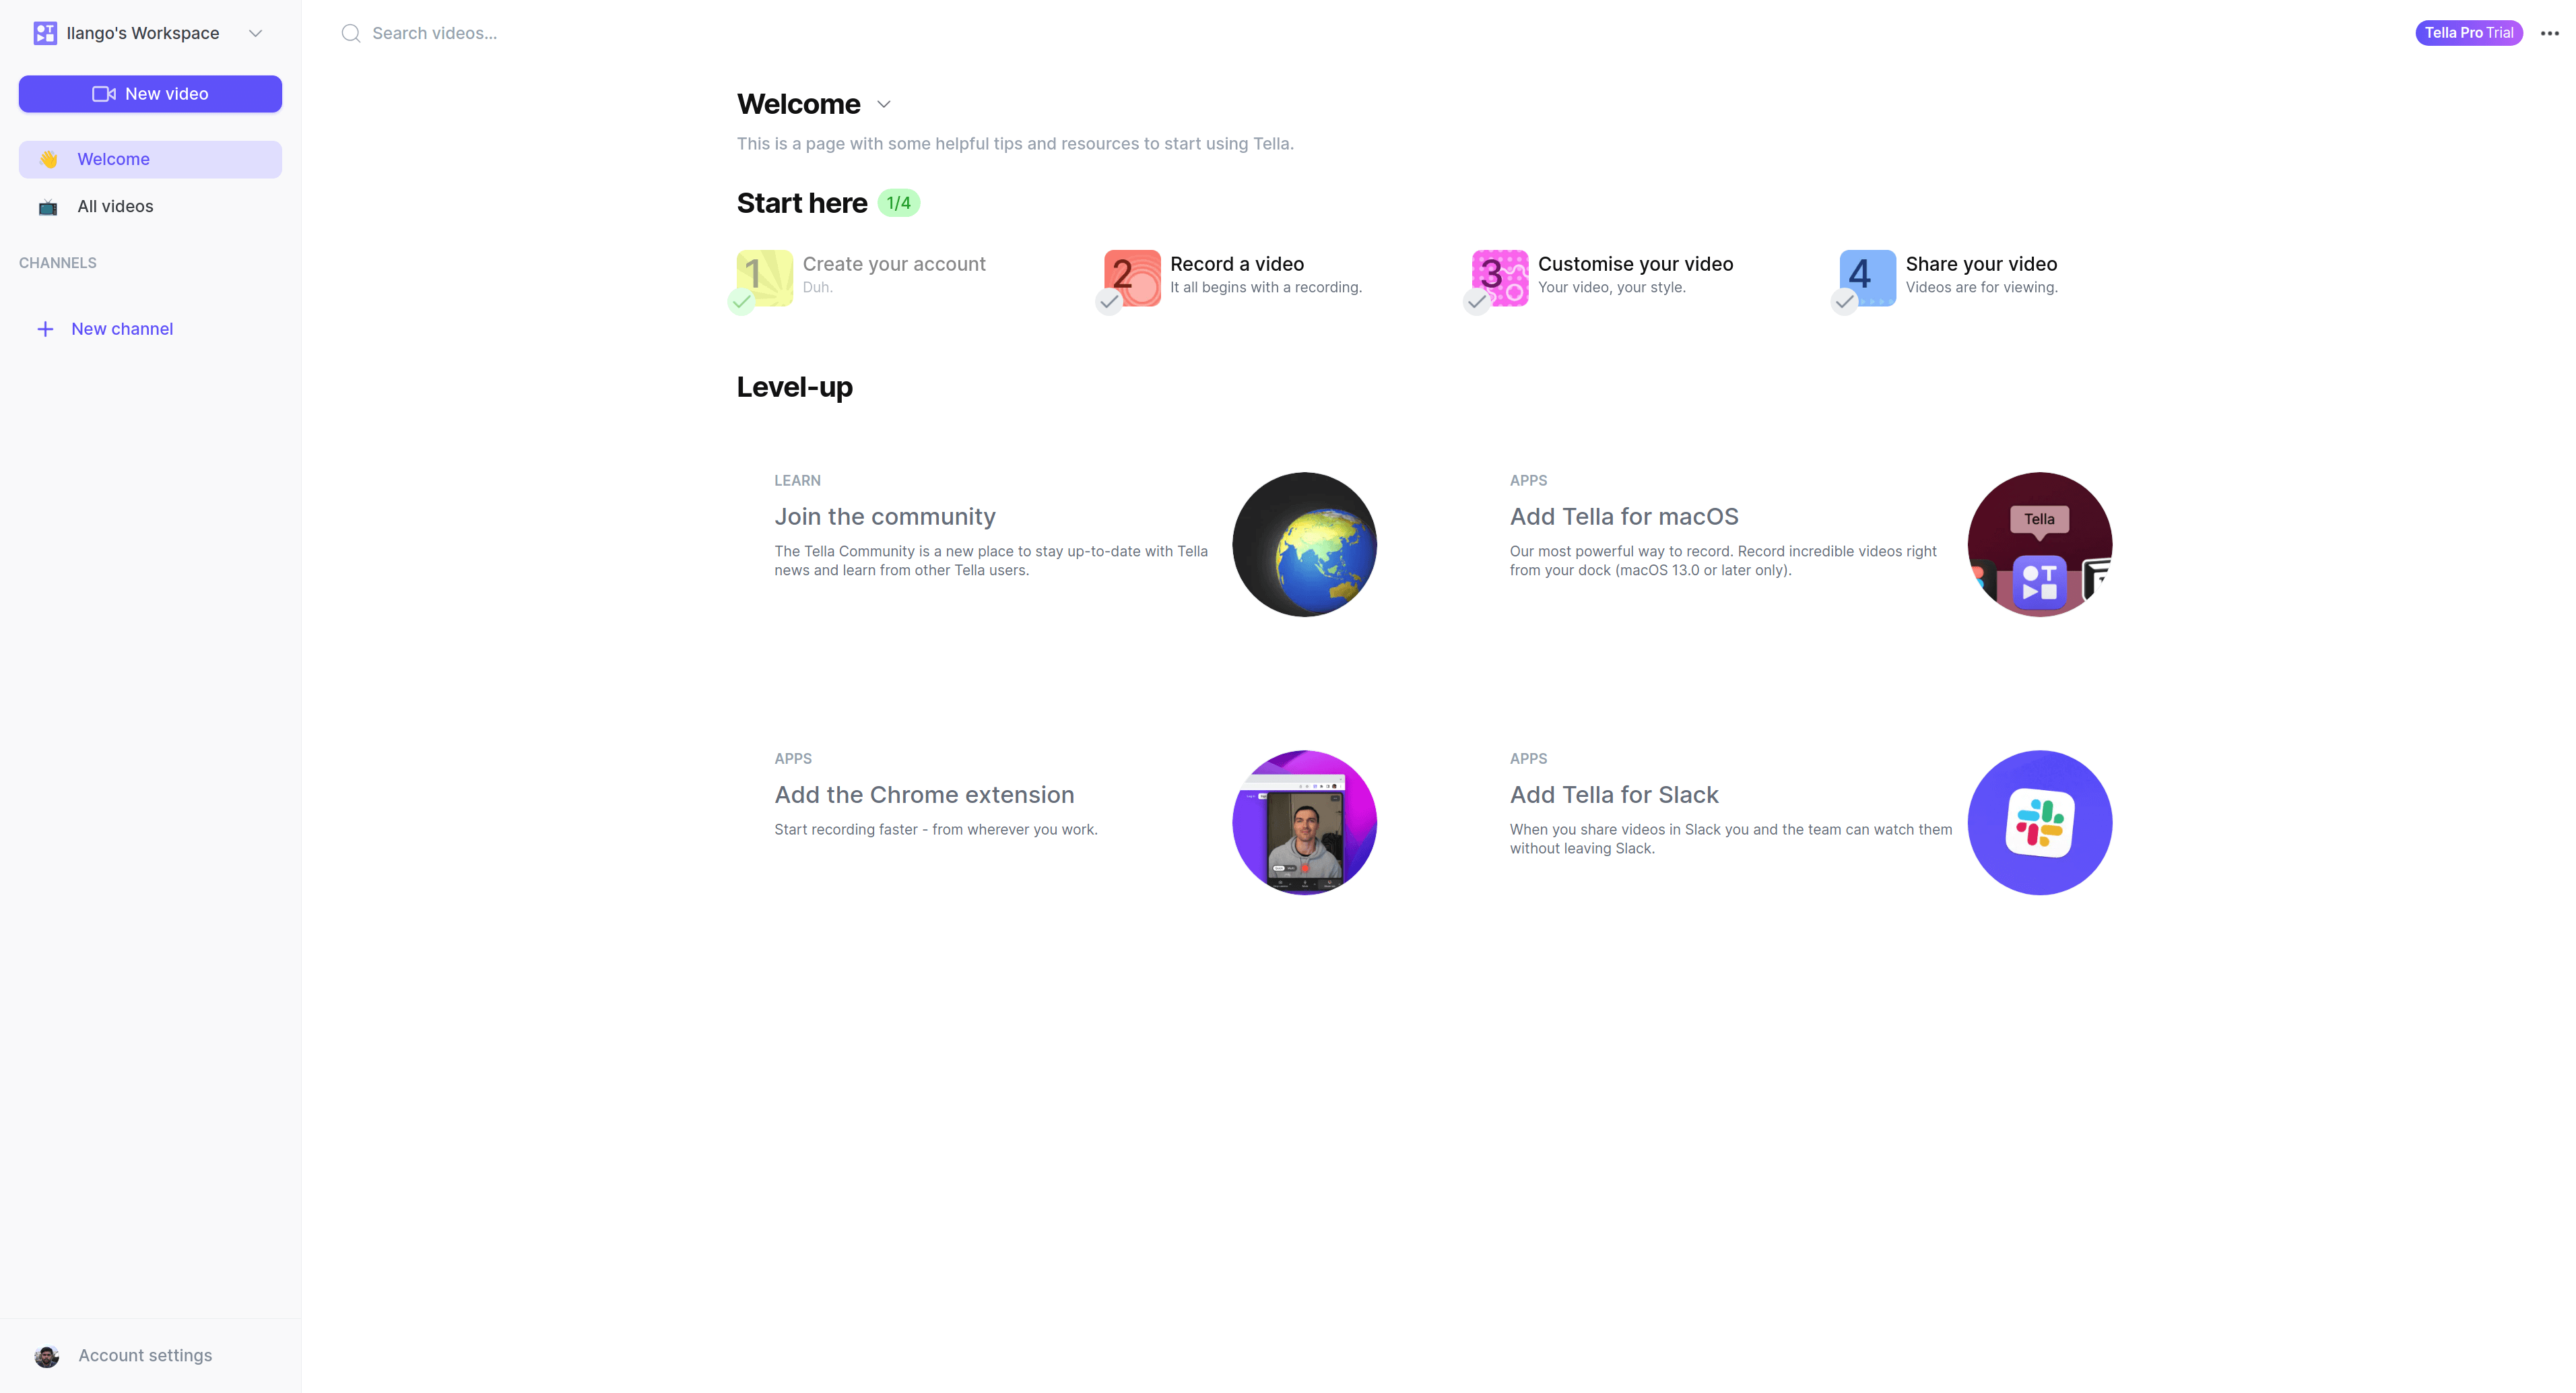 Ilango's Workspace
New video
Welcome
All videos
CHANNELS
New channel
Account settings
Search videos...
Tella Pro Trial
Welcome
This is a page with some helpful tips and resources to start using Tella.
Start here 1/4
1
Create your account
Duh.
2
Record a video
It all begins with a recording.
3
Customise your video
Your video, your style.
4
Share your video
Videos are for viewing.
Level-up
LEARN
Join the community
The Tella Community is a new place to stay up-to-date with Tella
news and learn from other Tella users.
APPS
Add Tella for macOS
Our most powerful way to record. Record incredible videos right
from your dock (macOS 13.0 or later only).
Tella
T
APPS
Add the Chrome extension
Start recording faster - from wherever you work.
APPS
Add Tella for Slack
When you share videos in Slack you and the team can watch them
without leaving Slack.